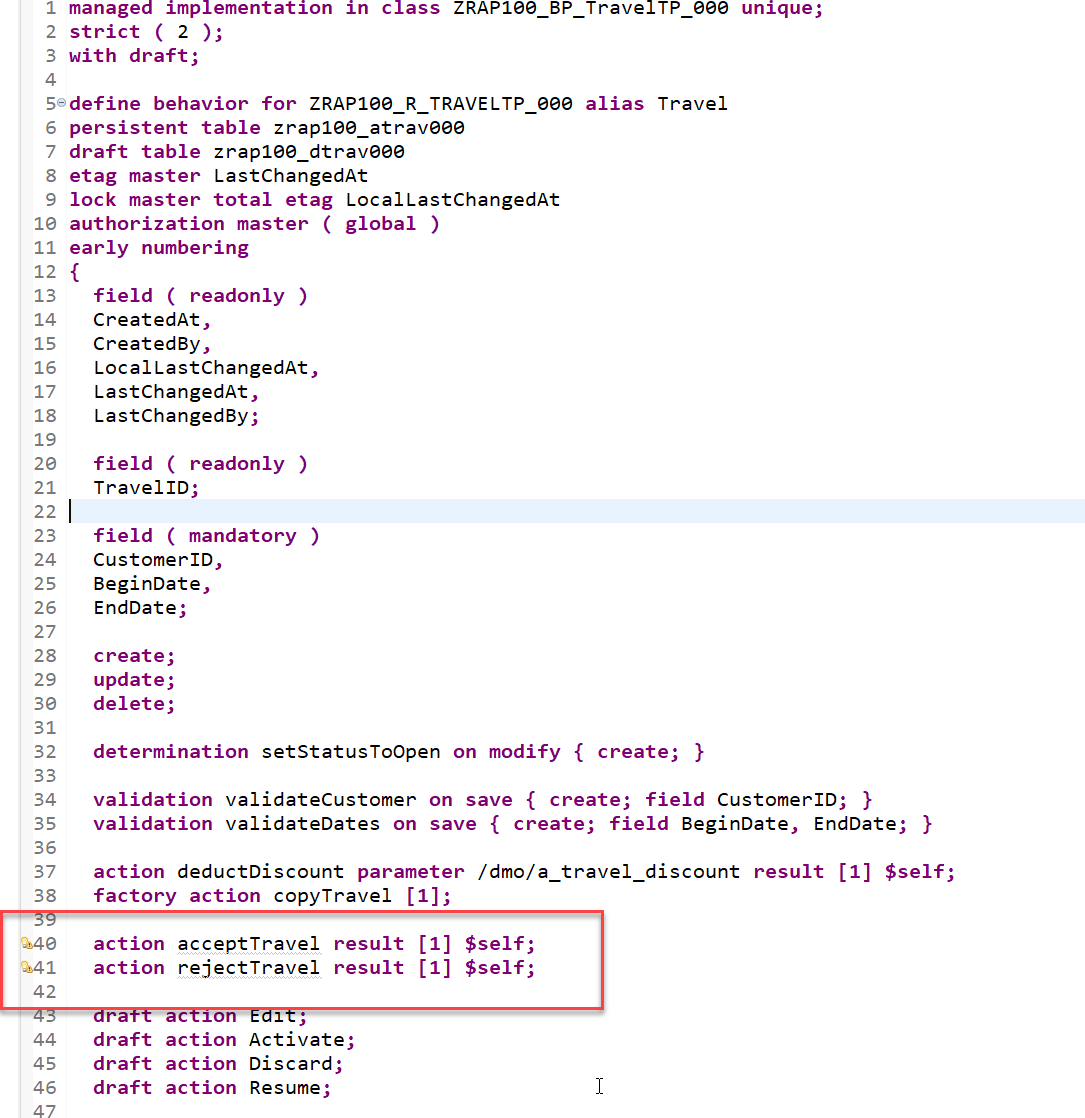 1 managed implementation in class ZRAP100_BP_TravelTP_000 unique;
2 strict ( 2 );
3 with draft;
4
5 define behavior for ZRAP100_R_TRAVELTP_000 alias Travel
6 persistent table zrap100_atrav000
7 draft table zrap100_dtrav000
8 etag master LastChangedAt
9 lock master total etag LocalLastChangedAt
10 authorization master ( global )
11 early numbering
12 {
13   field ( readonly )
14   CreatedAt,
15   CreatedBy,
16   LocalLastChangedAt,
17   LastChangedAt,
18   LastChangedBy;
19
20   field ( readonly )
21   TravelID;
22
23   field ( mandatory )
24   CustomerID,
25   BeginDate,
26   EndDate;
27
28   create;
29   update;
30   delete;
31
32   determination setStatusToOpen on modify { create; }
33
34   validation validateCustomer on save { create; field CustomerID; }
35   validation validateDates on save { create; field BeginDate, EndDate; }
36
37   action deductDiscount parameter /dmo/a_travel_discount result [1] $self;
38   factory action copyTravel [1];
39
40   action acceptTravel result [1] $self;
41   action rejectTravel result [1] $self;
42
43   draft action Edit;
44   draft action Activate;
45   draft action Discard;
46   draft action Resume;
47